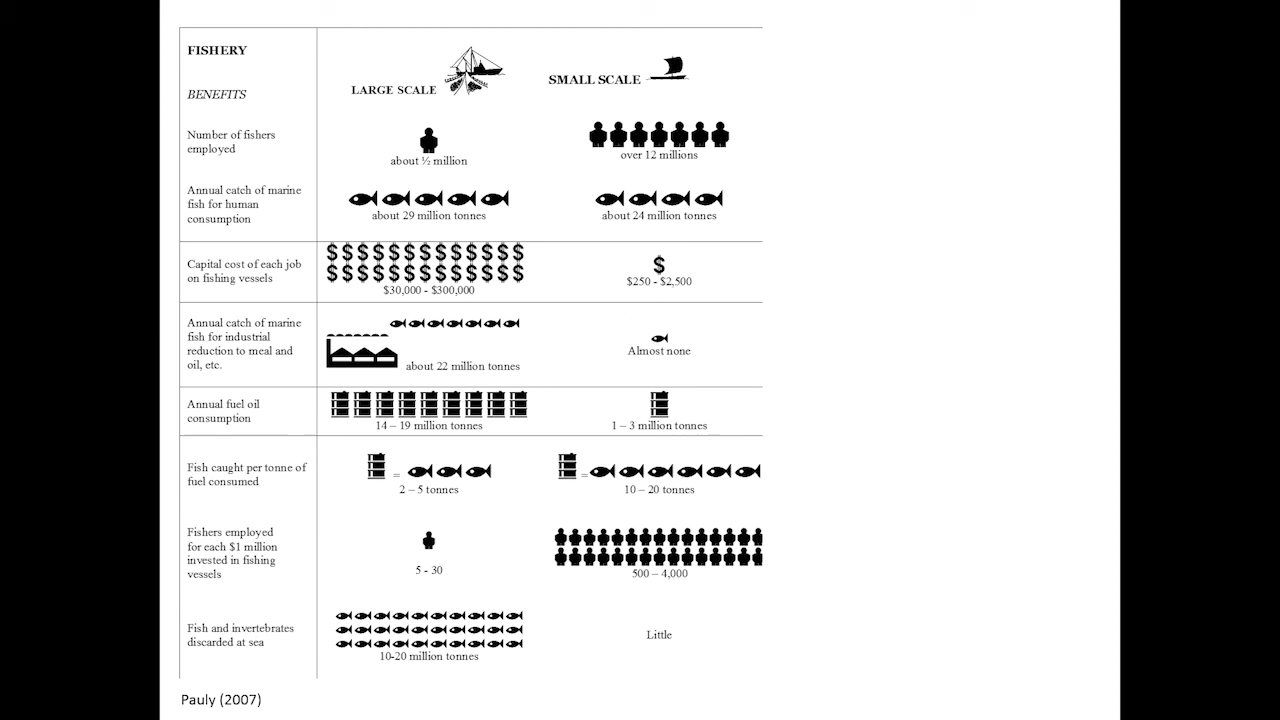 FISHERY
BENEFITS
LARGE SCALE
SMALL SCALE
Number of fishers
employed
about ½ million
over 12 millions
Annual catch of marine
fish for human
consumption
about 29 million tonnes
about 24 million tonnes
Capital cost of each job
on fishing vessels
$30,000 - $300,000
$250 - $2,500
Annual catch of marine
fish for industrial
reduction to meal and
oil, etc.
about 22 million tonnes
Almost none
Annual fuel oil
consumption
14 – 19 million tonnes
1 – 3 million tonnes
Fish caught per tonne of
fuel consumed
=
=
2 – 5 tonnes
10 – 20 tonnes
Fishers employed
for each $1 million
invested in fishing
vessels
5 - 30
500 – 4,000
Fish and invertebrates
discarded at sea
10-20 million tonnes
Little
Pauly (2007)